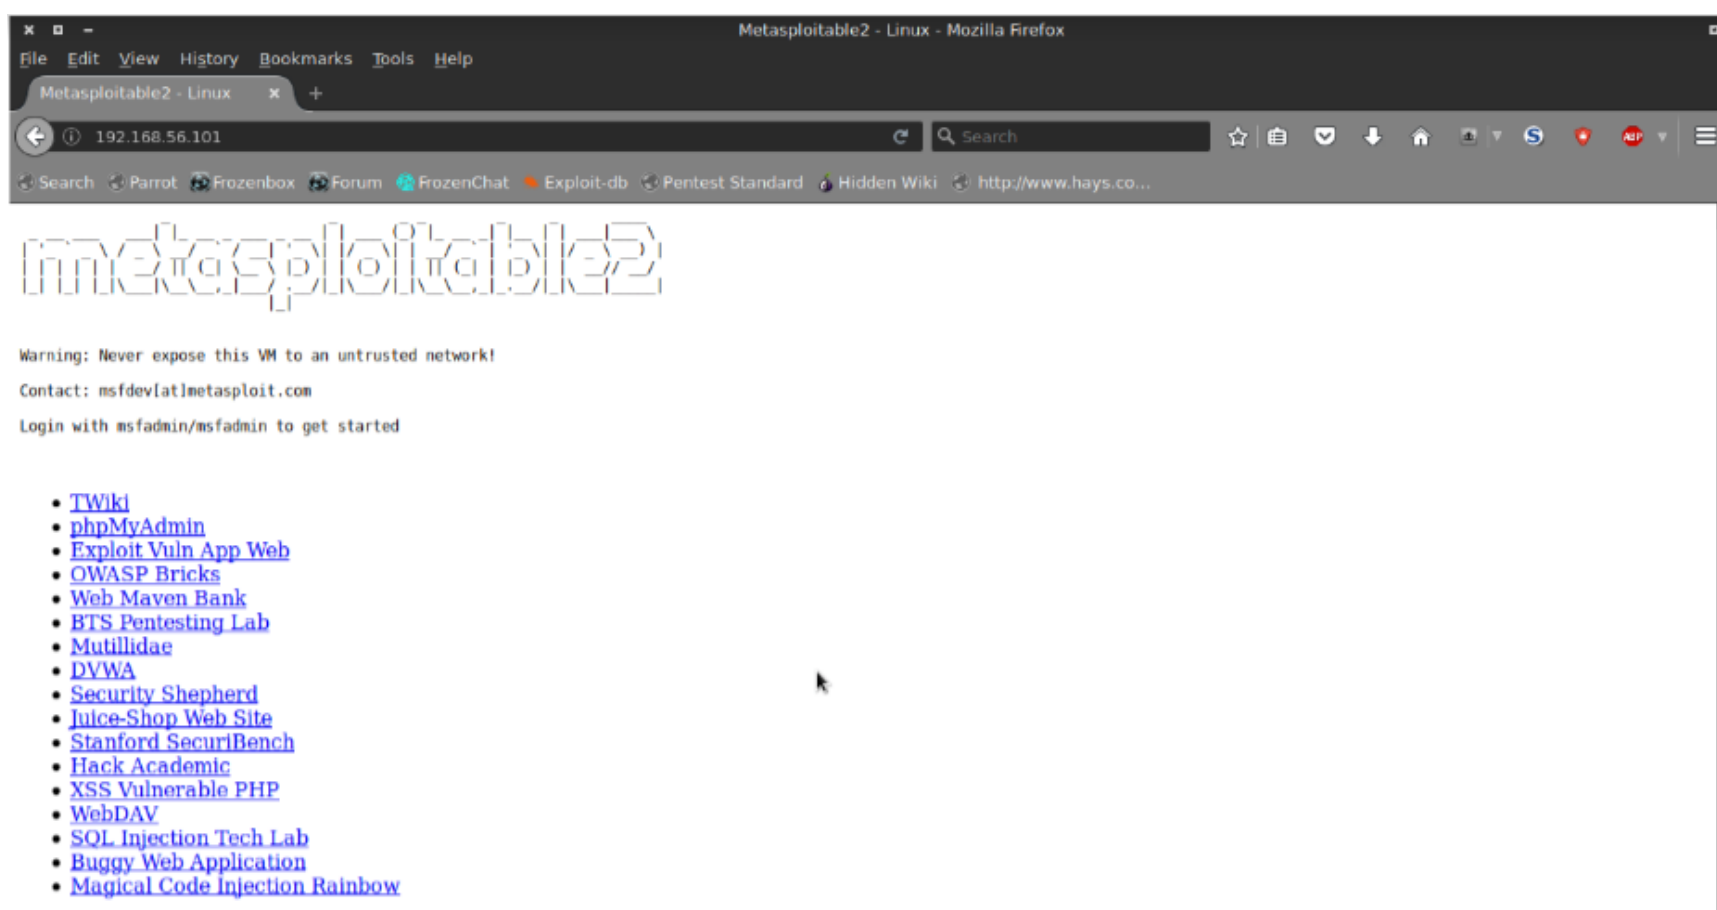 Metasploitable2 - Linux - Mozilla Firefox
File Edit View History Bookmarks Tools Help
Metasploitable2 - Linux
192.168.56.101 Search
Search Parrot Frozenbox Forum FrozenChat Exploit-db Pentest Standard Hidden Wiki http://www.hays.co...
metasploitable2
Warning: Never expose this VM to an untrusted network!
Contact: msfdev[at]metasploit.com
Login with msfadmin/msfadmin to get started
TWiki
phpMyAdmin
Exploit Vuln App Web
OWASP Bricks
Web Maven Bank
BTS Pentesting Lab
Mutillidae
DVWA
Security Shepherd
Juice-Shop Web Site
Stanford SecuriBench
Hack Academic
XSS Vulnerable PHP
WebDAV
SQL Injection Tech Lab
Buggy Web Application
Magical Code Injection Rainbow